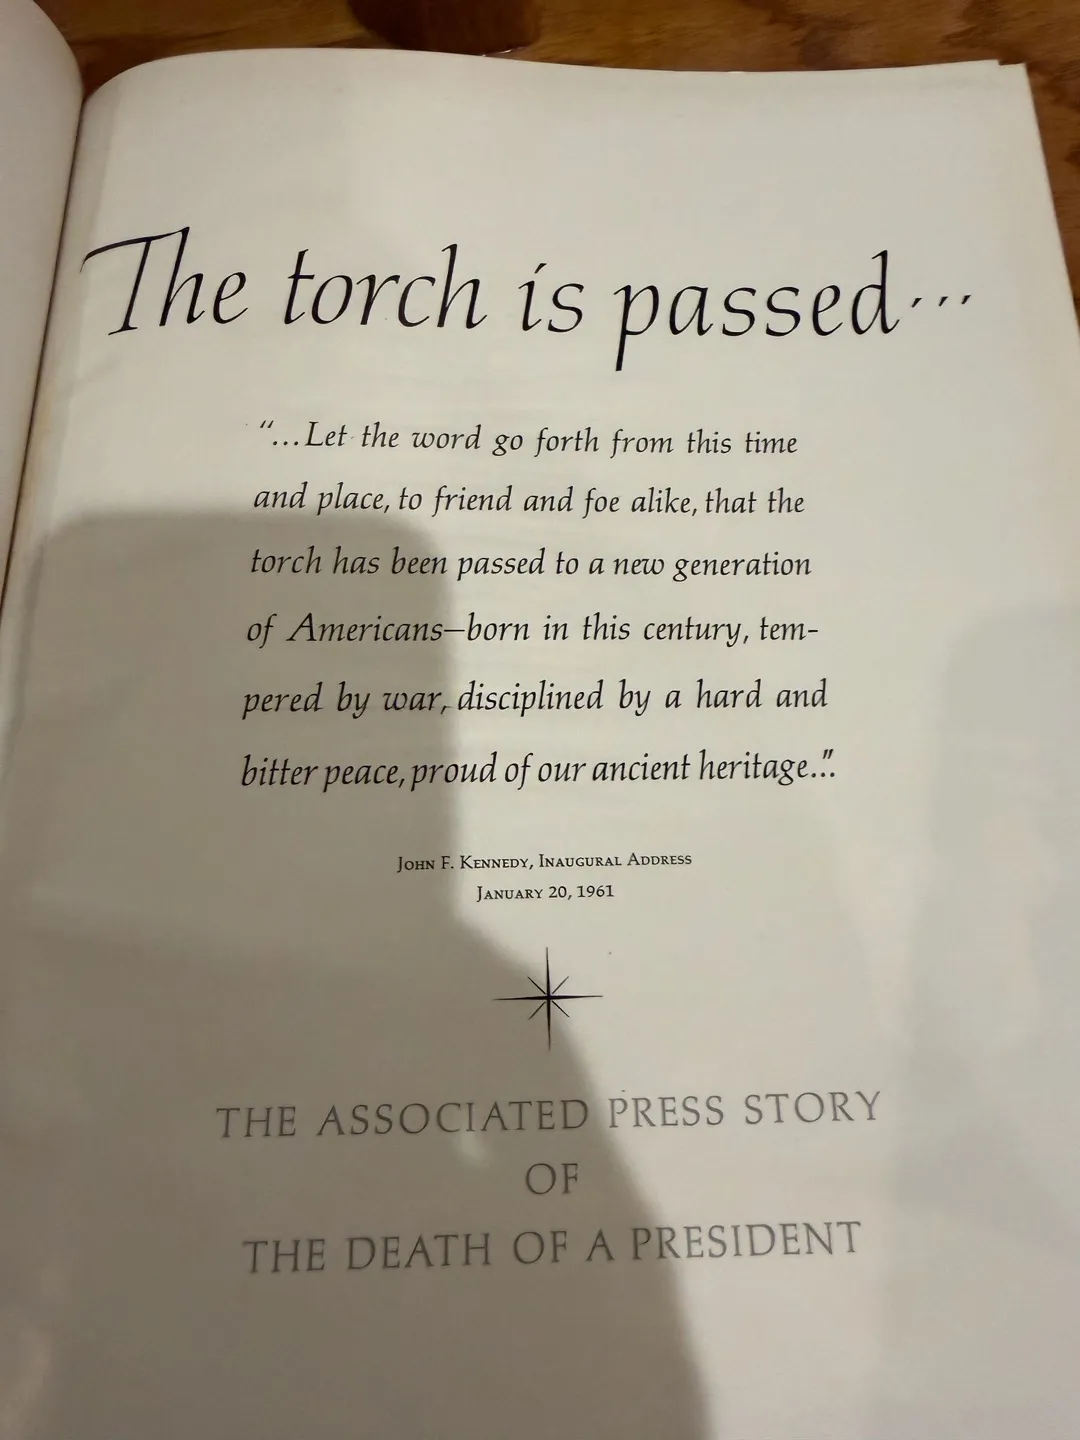 The torch is passed...
“...Let the word go forth from this time
and place, to friend and foe alike, that the
torch has been passed to a new generation
of Americans—born in this century, tem-
pered by war, disciplined by a hard and
bitter peace, proud of our ancient heritage...”.
John F. Kennedy, Inaugural Address
January 20, 1961
THE ASSOCIATED PRESS STORY
OF
THE DEATH OF A PRESIDENT